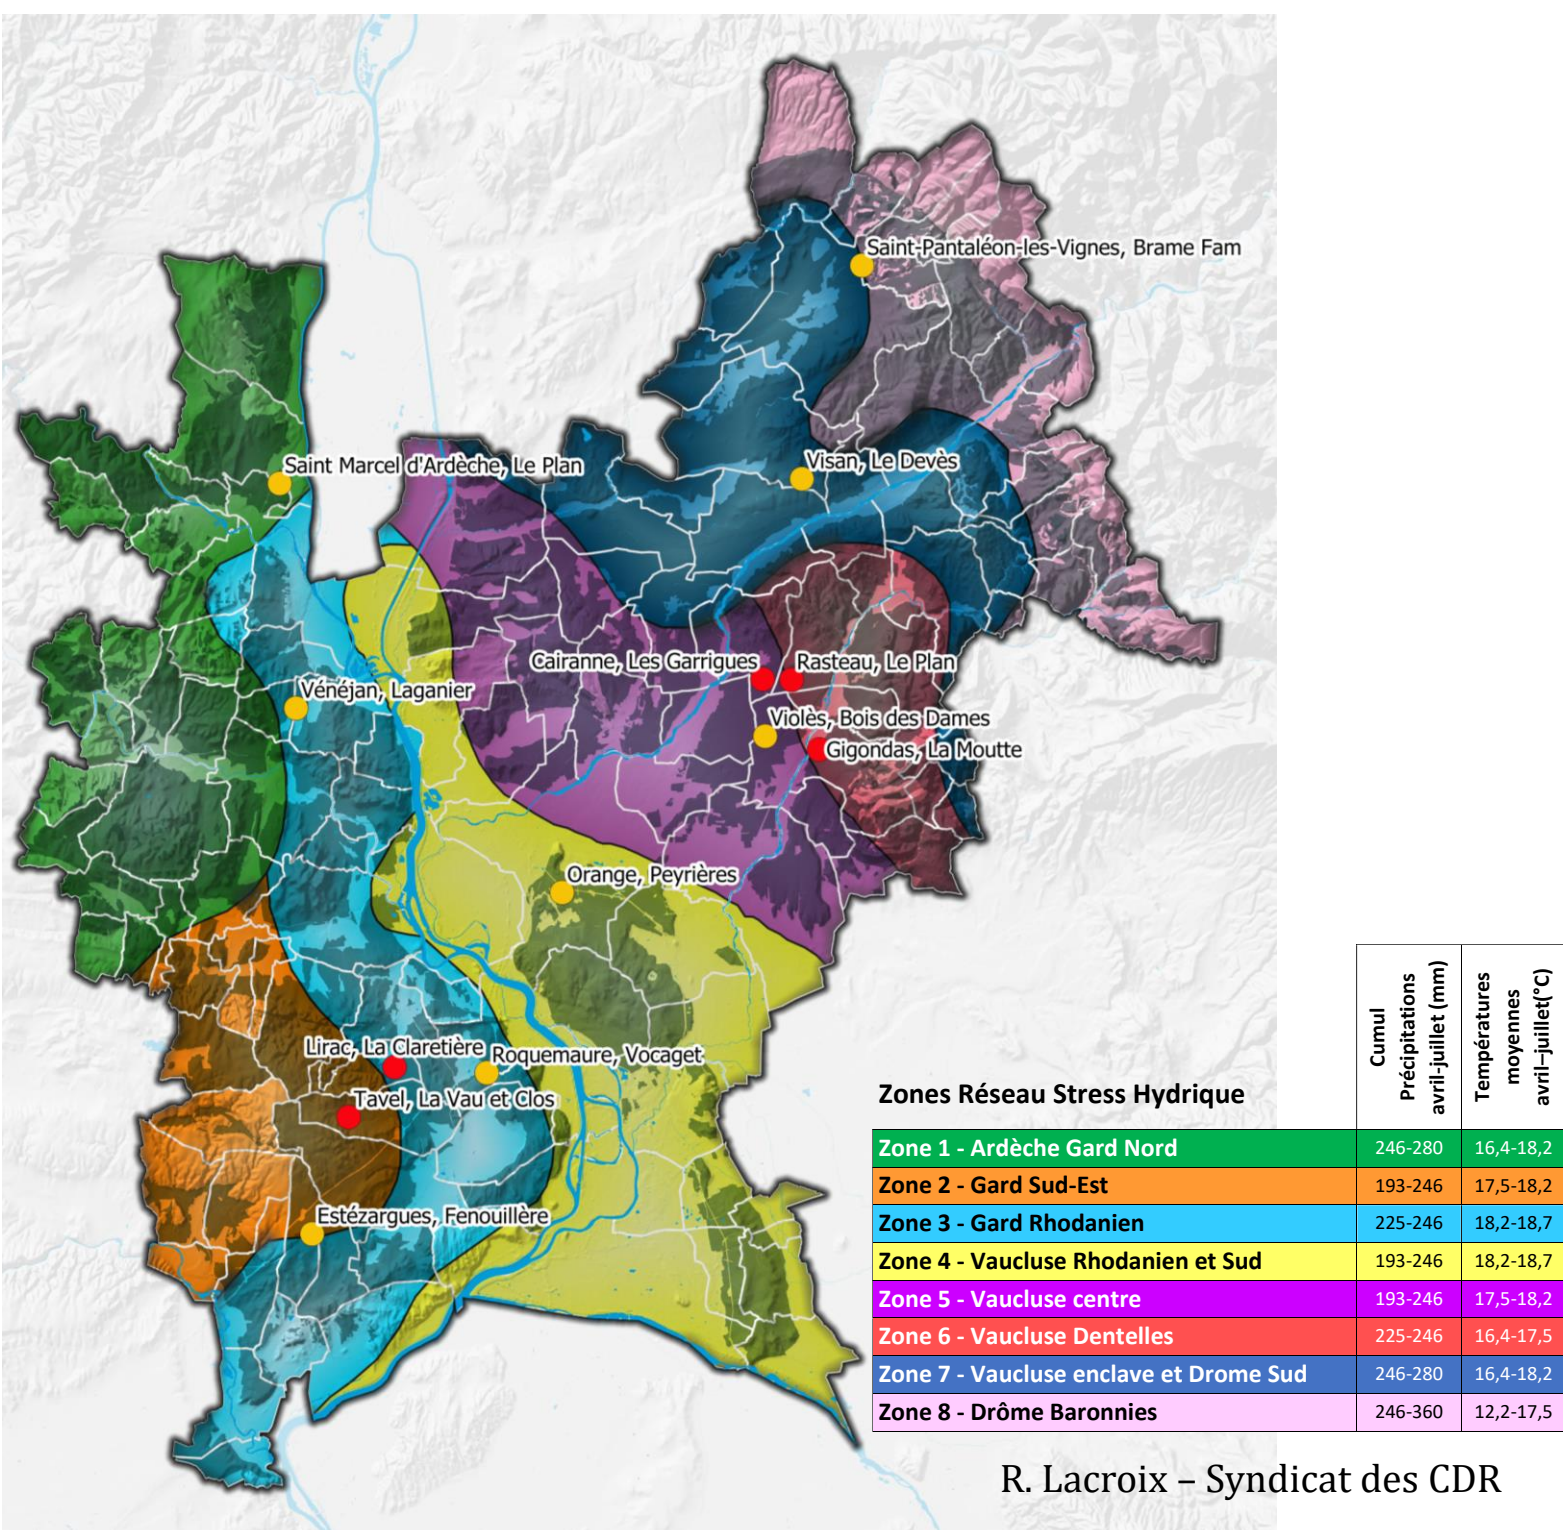 Saint-Pantaléon-les-Vignes, Brame Fam
Saint Marcel d'Ardèche, Le Plan
Visan, Le Devès
Cairanne, Les Garrigues
Rasteau, Le Plan
Vénéjan, Laganier
Violès, Bois des Dames
Gigondas, La Moutte
Orange, Peyrières
Lirac, La Claretière
Roquemaure, Vocaget
Tavel, La Vau et Clos
Estézargues, Fenouillère
Zones Réseau Stress Hydrique
Cumul
Précipitations
avril-juillet (mm)
Températures
moyennes
avril–juillet(°C)
Zone 1 - Ardèche Gard Nord 246-280 16,4-18,2
Zone 2 - Gard Sud-Est 193-246 17,5-18,2
Zone 3 - Gard Rhodanien 225-246 18,2-18,7
Zone 4 - Vaucluse Rhodanien et Sud 193-246 18,2-18,7
Zone 5 - Vaucluse centre 193-246 17,5-18,2
Zone 6 - Vaucluse Dentelles 225-246 16,4-17,5
Zone 7 - Vaucluse enclave et Drome Sud 246-280 16,4-18,2
Zone 8 - Drôme Baronnies 246-360 12,2-17,5
R. Lacroix – Syndicat des CDR